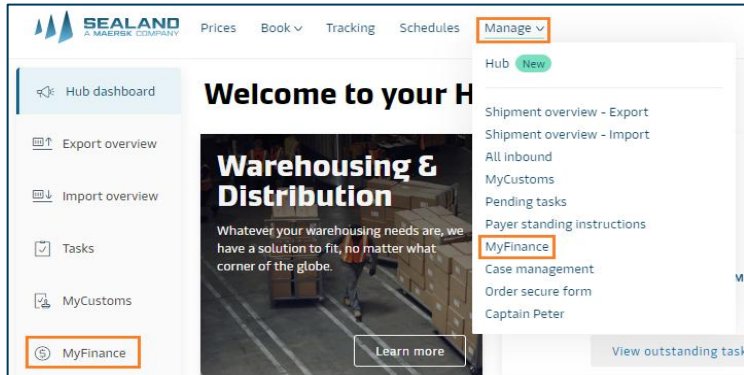 SEALAND
A MAERSK COMPANY
Prices Book Tracking Schedules Manage
Hub dashboard
Export overview
Import overview
Tasks
MyCustoms
MyFinance
Welcome to your H
Warehousing &
Distribution
Whatever your warehousing needs are, we
have a solution to fit, no matter what
corner of the globe.
Learn more
Hub New
Shipment overview - Export
Shipment overview - Import
All inbound
MyCustoms
Pending tasks
Payer standing instructions
MyFinance
Case management
Order secure form
Captain Peter
M
View outstanding task